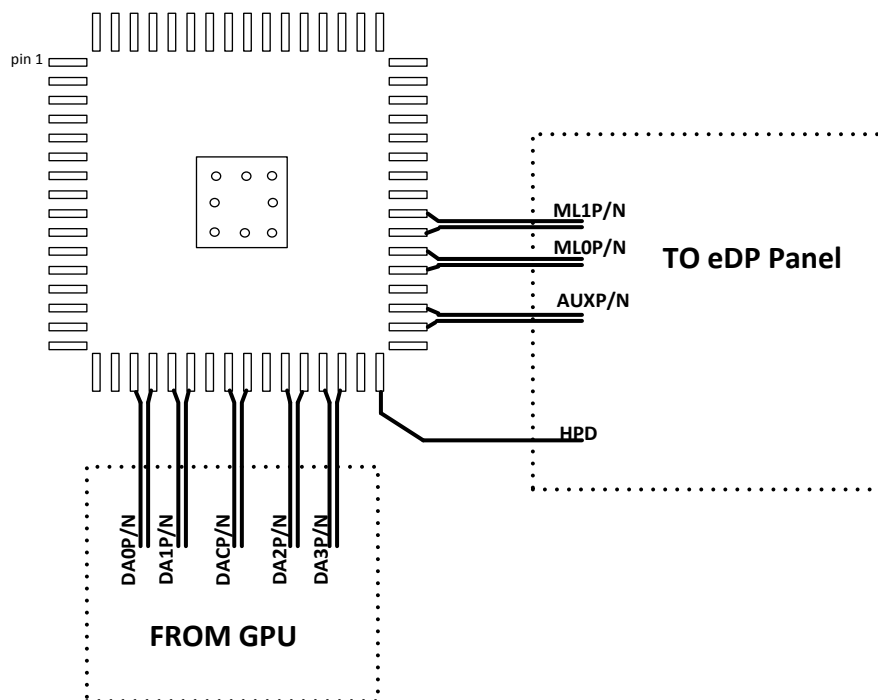 pin 1
ML1P/N
ML0P/N
TO eDP Panel
AUXP/N
HPD
DA0P/N
DA1P/N
DACP/N
DA2P/N
DA3P/N
FROM GPU